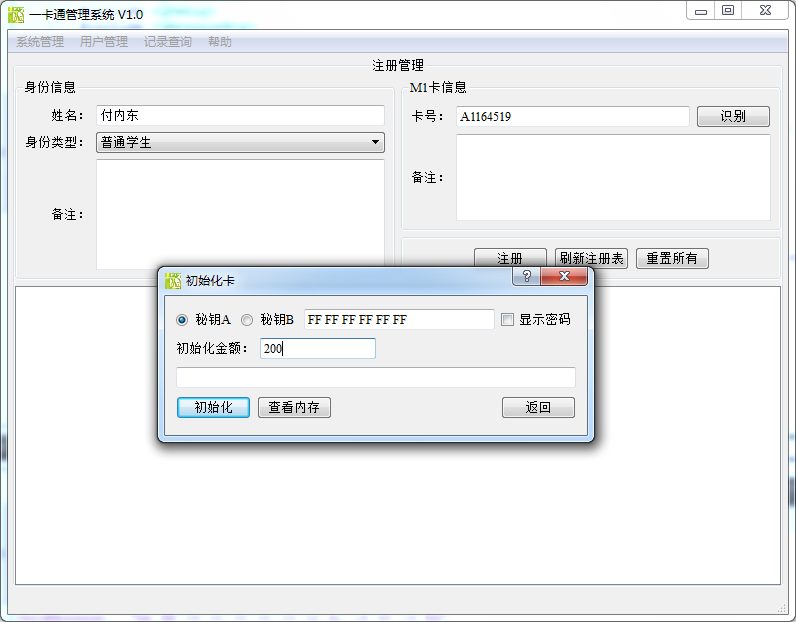 一卡通管理系统 V1.0
系统管理 用户管理 记录查询 帮助
注册管理
身份信息
姓名： 付内东
身份类型： 普通学生
备注：
M1卡信息
卡号： A1164519 识别
备注：
注册 刷新注册表 重置所有
初始化卡
秘钥A 秘钥B FF FF FF FF FF FF 显示密码
初始化金额： 200
初始化 查看内存 返回